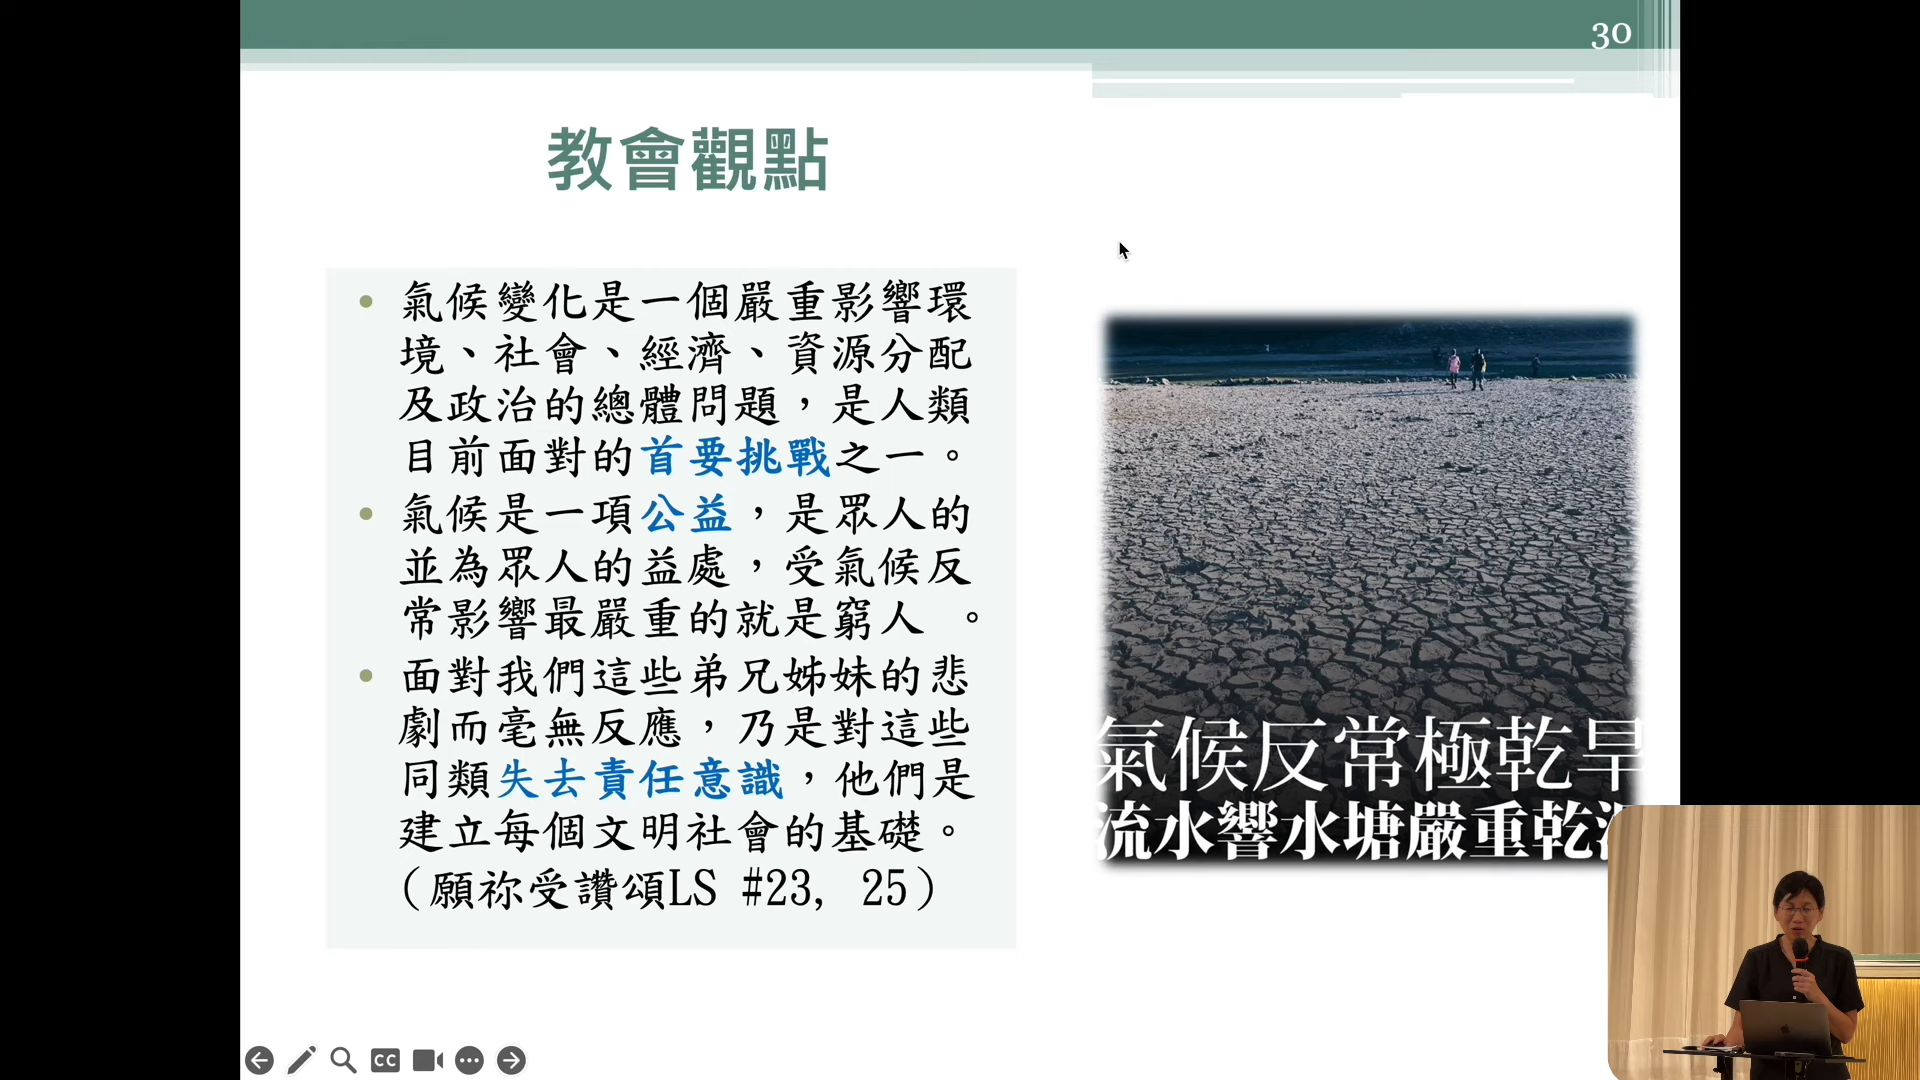 30
教會觀點
• 氣候變化是一個嚴重影響環
境、社會、經濟、資源分配
及政治的總體問題，是人類
目前面對的首要挑戰之一。
• 氣候是一項公益，是眾人的
並為眾人的益處，受氣候反
常影響最嚴重的就是窮人 。
• 面對我們這些弟兄姊妹的悲
劇而毫無反應，乃是對這些
同類失去責任意識，他們是
建立每個文明社會的基礎。
（願祢受讚頌LS #23, 25）
氣候反常極乾旱
流水響水塘嚴重乾
CC